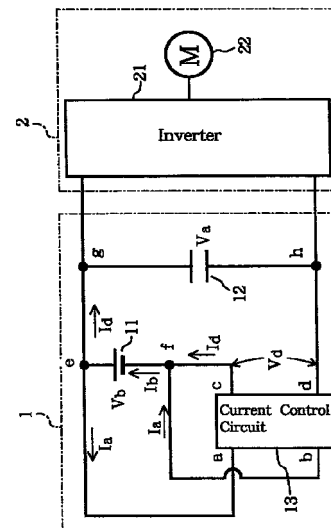 1
2
21
22
Inverter
M
g
h
Va
12
e
Id
Ia
11
Vb
Ib
f
Id
Ia
c
Vd
d
Current Control
Circuit
a
b
13